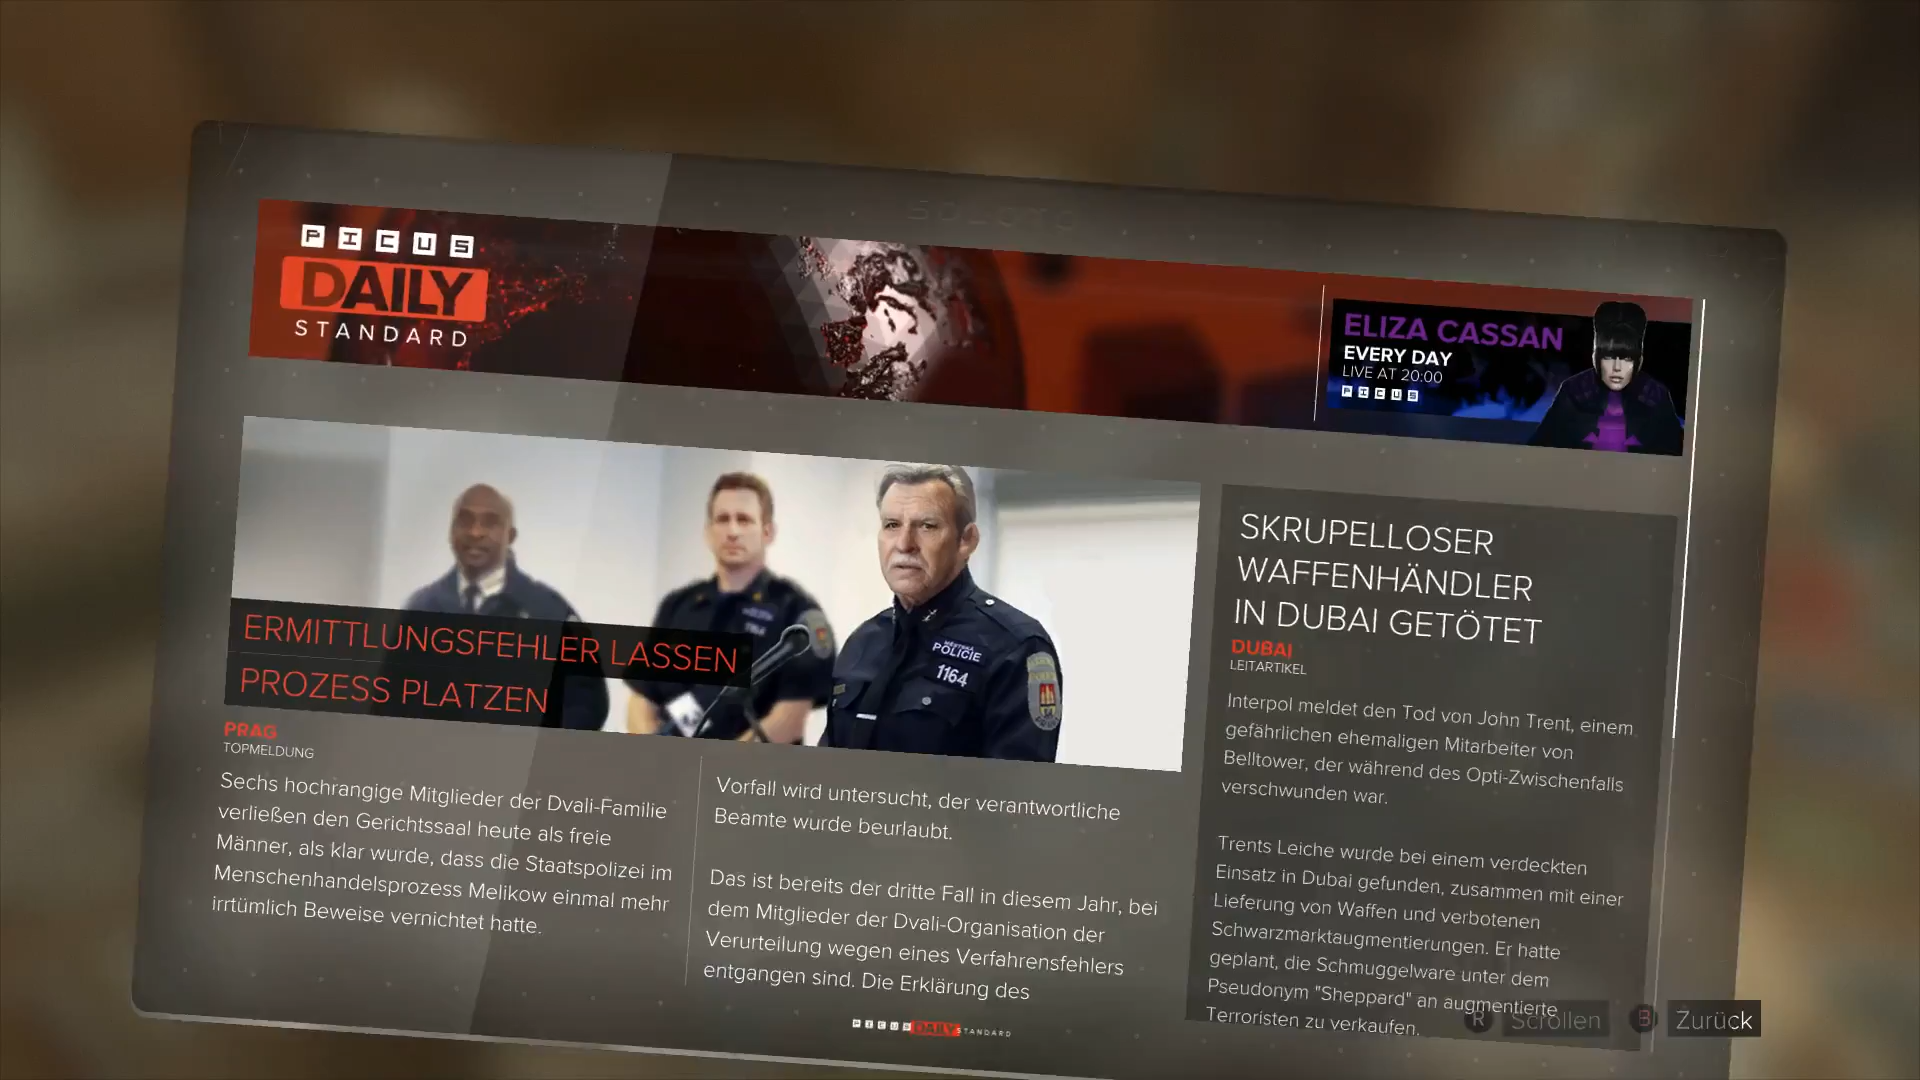 SOLOTO
PICUS
DAILY
STANDARD
ELIZA CASSAN
EVERY DAY
LIVE AT 20:00
PICUS
MĚSTSKÁ
POLICIE
1164
ERMITTLUNGSFEHLER LASSEN
PROZESS PLATZEN
PRAG
TOPMELDUNG
Sechs hochrangige Mitglieder der Dvali-Familie
verließen den Gerichtssaal heute als freie
Männer, als klar wurde, dass die Staatspolizei im
Menschenhandelsprozess Melikow einmal mehr
irrtümlich Beweise vernichtet hatte.
Vorfall wird untersucht, der verantwortliche
Beamte wurde beurlaubt.
Das ist bereits der dritte Fall in diesem Jahr, bei
dem Mitglieder der Dvali-Organisation der
Verurteilung wegen eines Verfahrensfehlers
entgangen sind. Die Erklärung des
SKRUPELLOSER
WAFFENHÄNDLER
IN DUBAI GETÖTET
DUBAI
LEITARTIKEL
Interpol meldet den Tod von John Trent, einem
gefährlichen ehemaligen Mitarbeiter von
Belltower, der während des Opti-Zwischenfalls
verschwunden war.
Trents Leiche wurde bei einem verdeckten
Einsatz in Dubai gefunden, zusammen mit einer
Lieferung von Waffen und verbotenen
Schwarzmarktaugmentierungen. Er hatte
geplant, die Schmuggelware unter dem
Pseudonym "Sheppard" an augmentierte
Terroristen zu verkaufen.
PICUS DAILY STANDARD
R Scrollen B Zurück